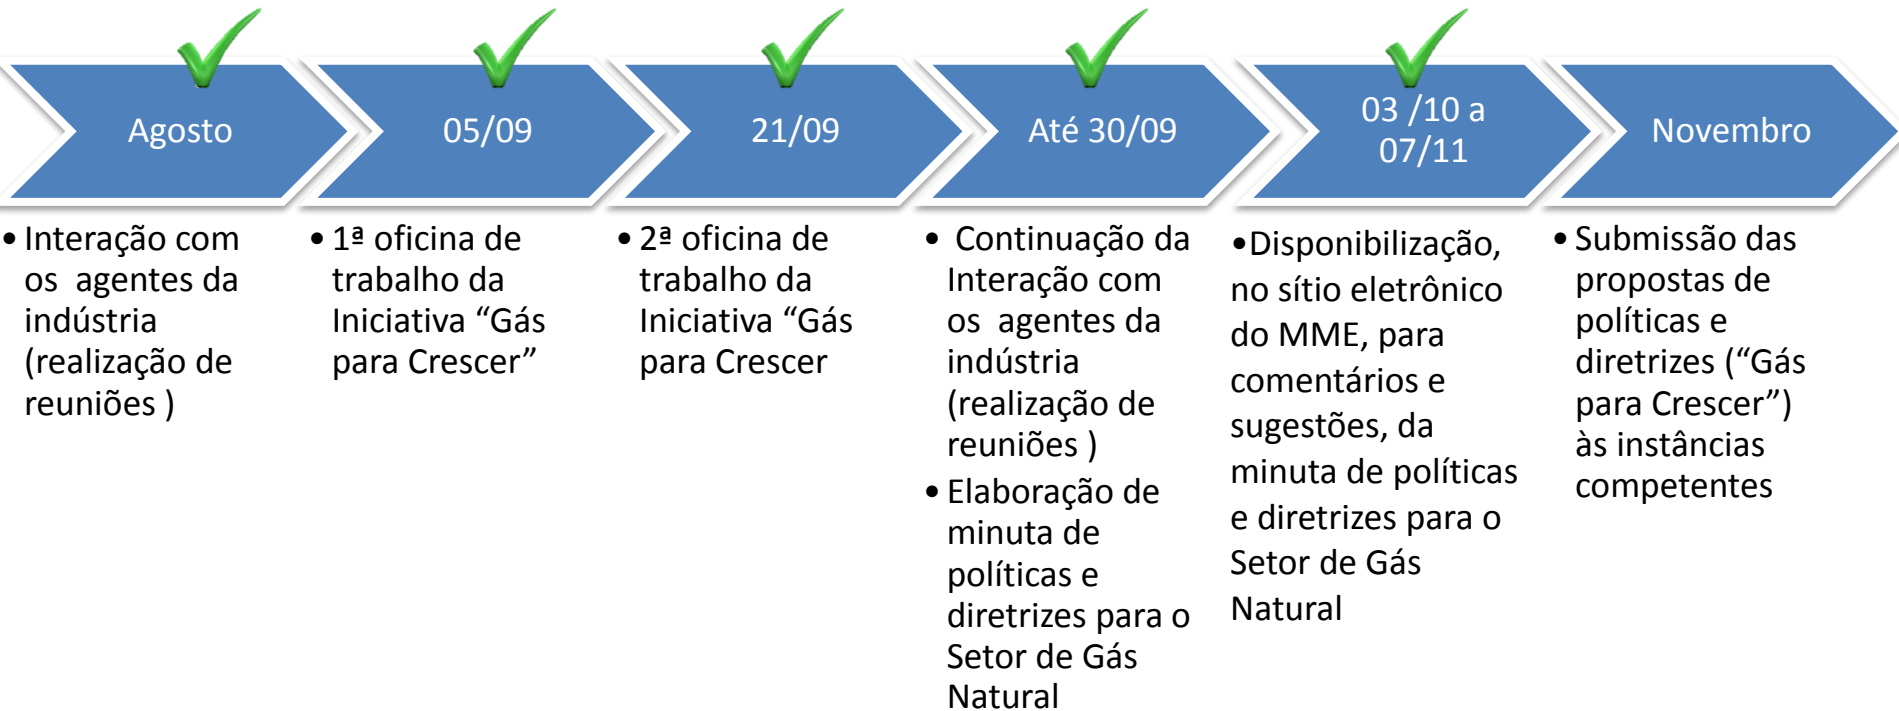 Agosto
05/09
21/09
Até 30/09
03 /10 a
07/11
Novembro
• Interação com
os agentes da
indústria
(realização de
reuniões )
• 1ª oficina de
trabalho da
Iniciativa “Gás
para Crescer”
• 2ª oficina de
trabalho da
Iniciativa “Gás
para Crescer
• Continuação da
Interação com
os agentes da
indústria
(realização de
reuniões )
• Elaboração de
minuta de
políticas e
diretrizes para o
Setor de Gás
Natural
•Disponibilização,
no sítio eletrônico
do MME, para
comentários e
sugestões, da
minuta de políticas
e diretrizes para o
Setor de Gás
Natural
• Submissão das
propostas de
políticas e
diretrizes (“Gás
para Crescer”)
às instâncias
competentes